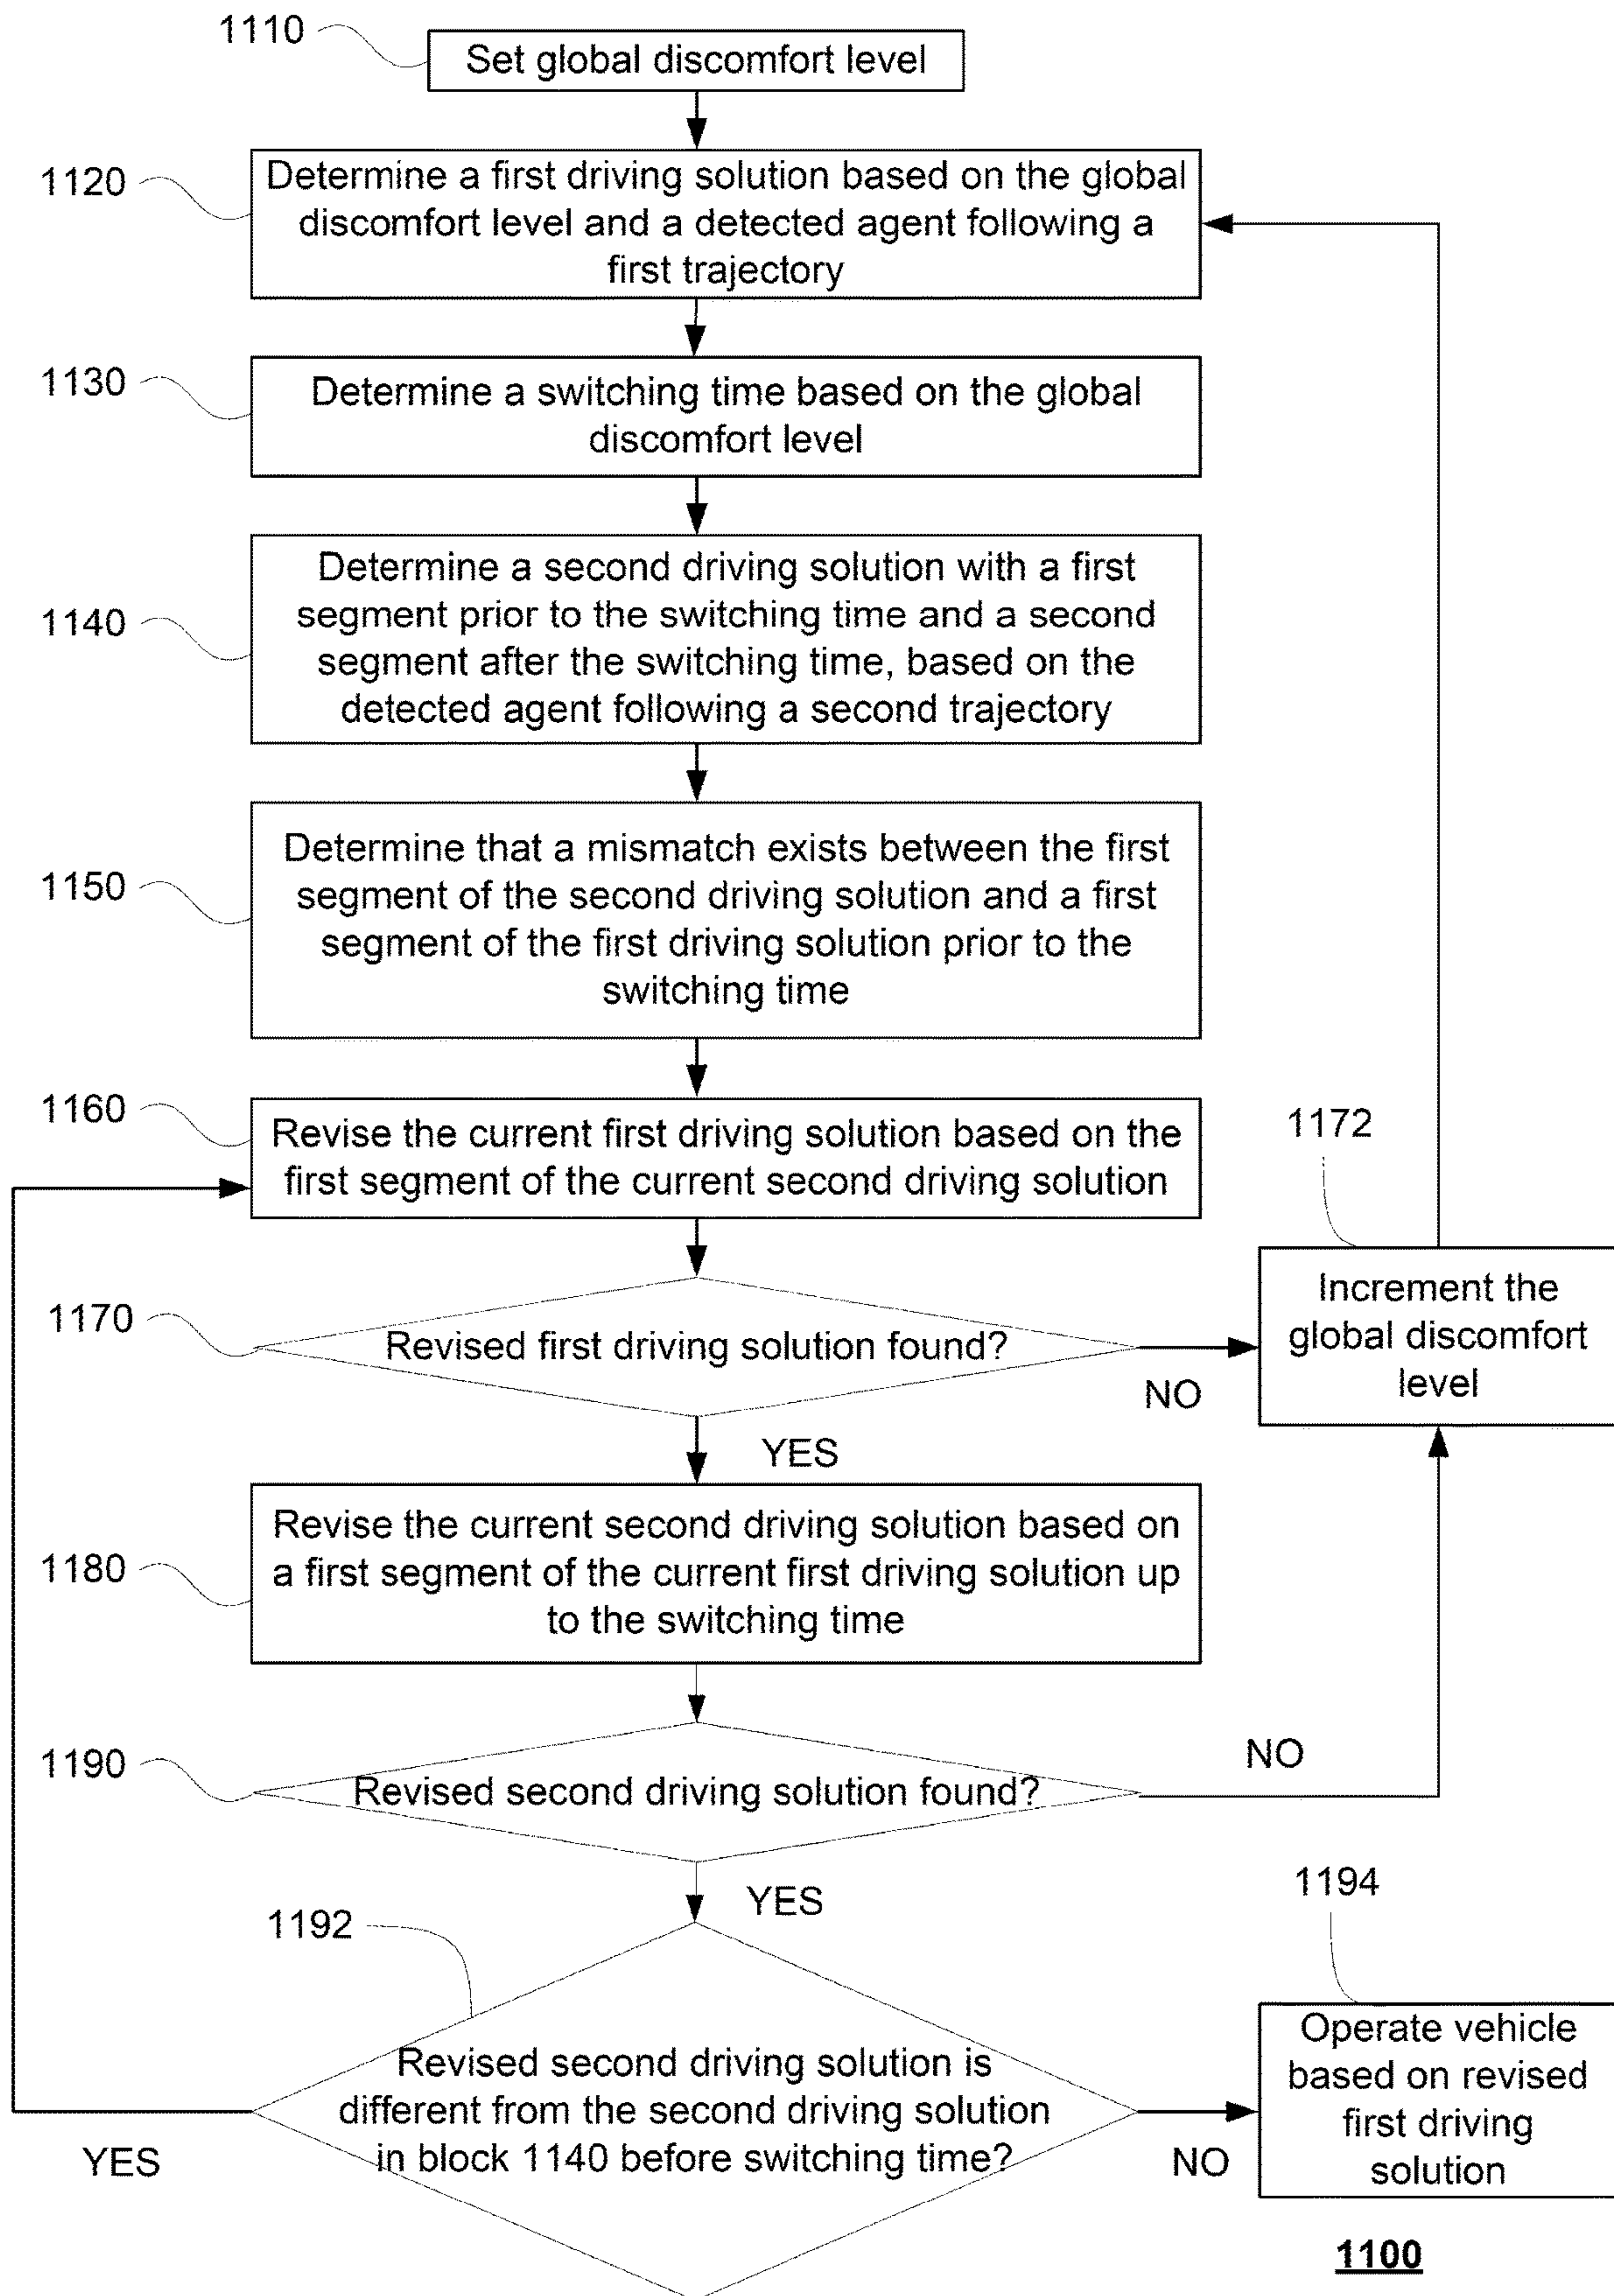 1110
Set global discomfort level
1120
Determine a first driving solution based on the global
discomfort level and a detected agent following a
first trajectory
1130
Determine a switching time based on the global
discomfort level
1140
Determine a second driving solution with a first
segment prior to the switching time and a second
segment after the switching time, based on the
detected agent following a second trajectory
1150
Determine that a mismatch exists between the first
segment of the second driving solution and a first
segment of the first driving solution prior to the
switching time
1160
Revise the current first driving solution based on the
first segment of the current second driving solution
1172
Increment the
global discomfort
level
1170
Revised first driving solution found?
NO
YES
1180
Revise the current second driving solution based on
a first segment of the current first driving solution up
to the switching time
1190
Revised second driving solution found?
NO
YES
1192
Revised second driving solution is
different from the second driving solution
in block 1140 before switching time?
YES
NO
1194
Operate vehicle
based on revised
first driving
solution
1100